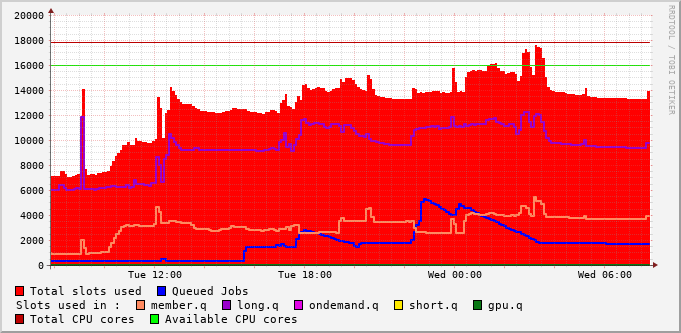 20000
18000
16000
14000
12000
10000
8000
6000
4000
2000
0
Tue 12:00 Tue 18:00 Wed 00:00 Wed 06:00
RRDTOOL / TOBI OETIKER
Total slots used Queued Jobs
Slots used in : member.q long.q ondemand.q short.q gpu.q
Total CPU cores Available CPU cores